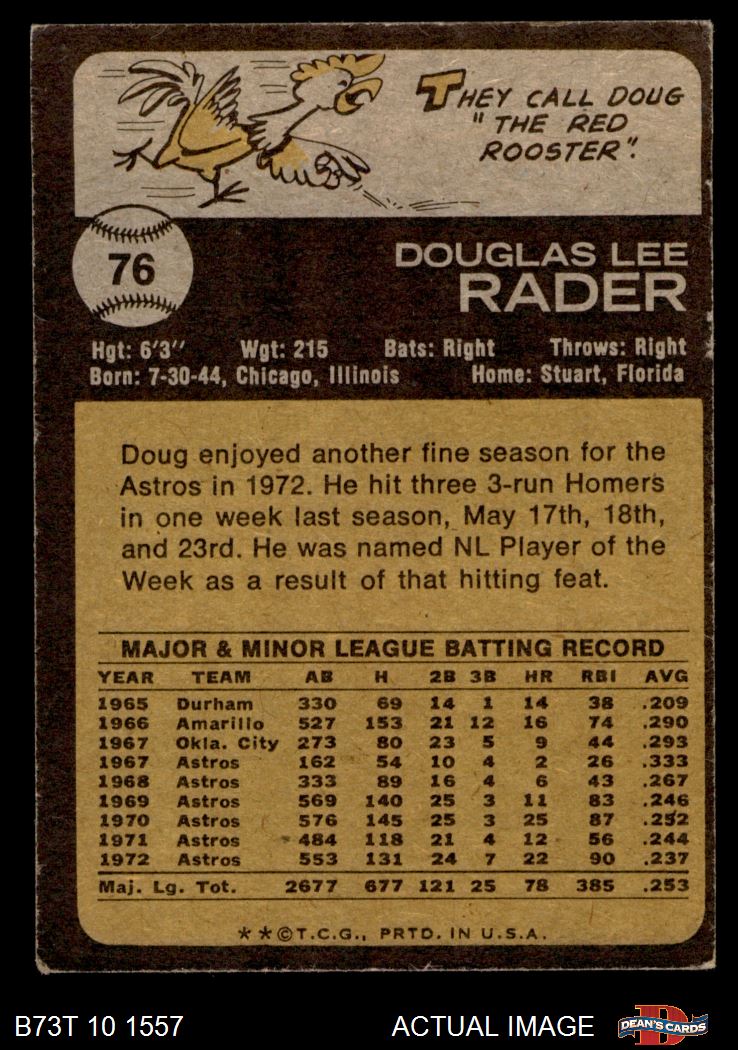 THEY CALL DOUG
" THE RED
ROOSTER".
76
DOUGLAS LEE
RADER
Hgt: 6'3" Wgt: 215 Bats: Right Throws: Right
Born: 7-30-44, Chicago, Illinois Home: Stuart, Florida
Doug enjoyed another fine season for the
Astros in 1972. He hit three 3-run Homers
in one week last season, May 17th, 18th,
and 23rd. He was named NL Player of the
Week as a result of that hitting feat.
MAJOR & MINOR LEAGUE BATTING RECORD
YEAR TEAM AB H 2B 3B HR RBI AVG
1965 Durham 330 69 14 1 14 38 .209
1966 Amarillo 527 153 21 12 16 74 .290
1967 Okla. City 273 80 23 5 9 44 .293
1967 Astros 162 54 10 4 2 26 .333
1968 Astros 333 89 16 4 6 43 .267
1969 Astros 569 140 25 3 11 83 .246
1970 Astros 576 145 25 3 25 87 .252
1971 Astros 484 118 21 4 12 56 .244
1972 Astros 553 131 24 7 22 90 .237
Maj. Lg. Tot. 2677 677 121 25 78 385 .253
**©T.C.G., PRTD. IN U.S.A.
B73T 10 1557 ACTUAL IMAGE
D
DEAN'S CARDS